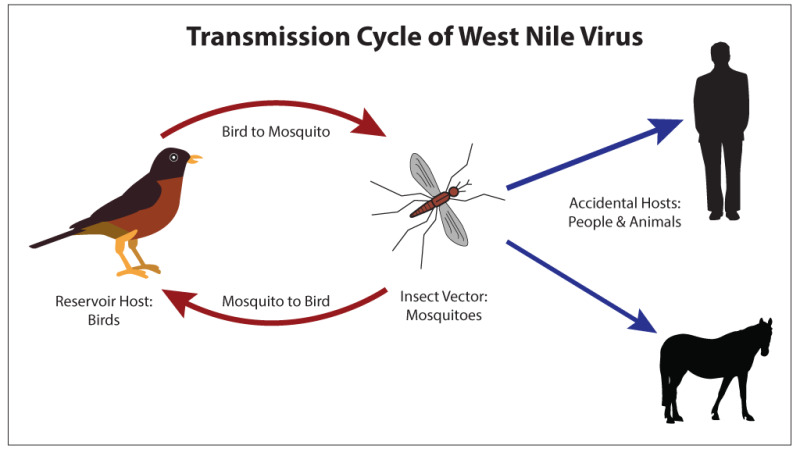 Transmission Cycle of West Nile Virus
Bird to Mosquito
Accidental Hosts:
People & Animals
Reservoir Host:
Birds
Mosquito to Bird
Insect Vector:
Mosquitoes